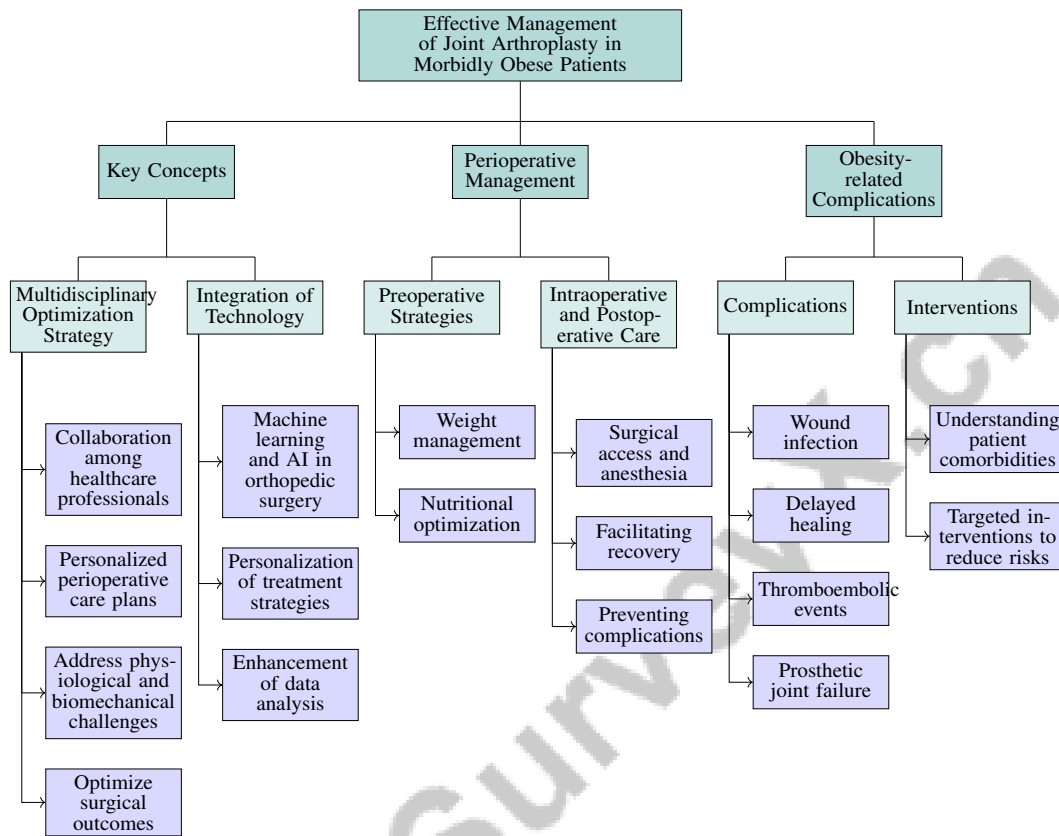 Effective Management
of Joint Arthroplasty in
Morbidly Obese Patients
Key Concepts
Perioperative
Management
Obesity-
related
Complications
Multidisciplinary
Optimization
Strategy
Integration of
Technology
Preoperative
Strategies
Intraoperative
and Postop-
erative Care
Complications
Interventions
Collaboration
among
healthcare
professionals
Personalized
perioperative
care plans
Address phys-
iological and
biomechanical
challenges
Optimize
surgical
outcomes
Machine
learning
and AI in
orthopedic
surgery
Personalization
of treatment
strategies
Enhancement
of data
analysis
Weight
management
Nutritional
optimization
Surgical
access and
anesthesia
Facilitating
recovery
Preventing
complications
Wound
infection
Delayed
healing
Thromboembolic
events
Prosthetic
joint failure
Understanding
patient
comorbidities
Targeted in-
terventions to
reduce risks
SurveyX.cn